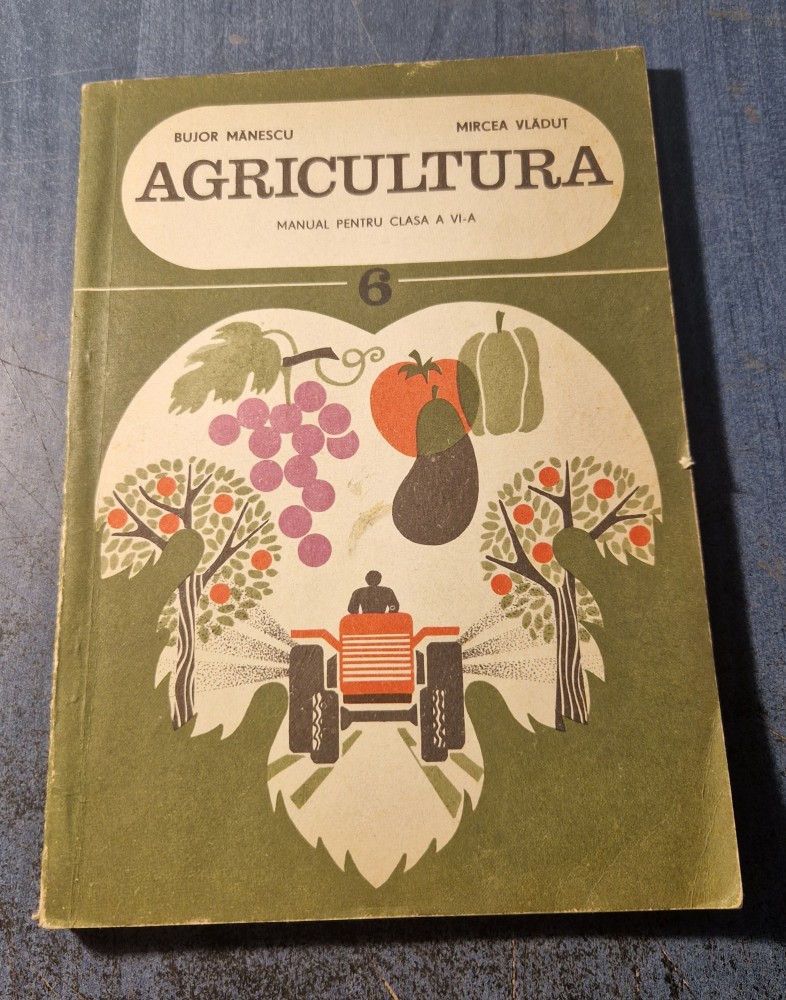 BUJOR MĂNESCU
MIRCEA VLĂDUȚ
AGRICULTURA
MANUAL PENTRU CLASA A VI-A
6